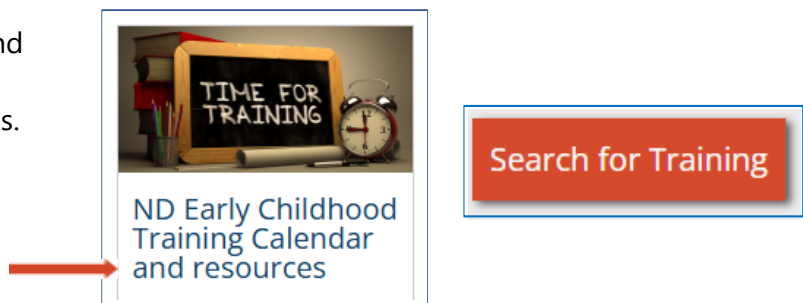 nd
s.
TIME FOR
TRAINING
ND Early Childhood
Training Calendar
and resources
Search for Training